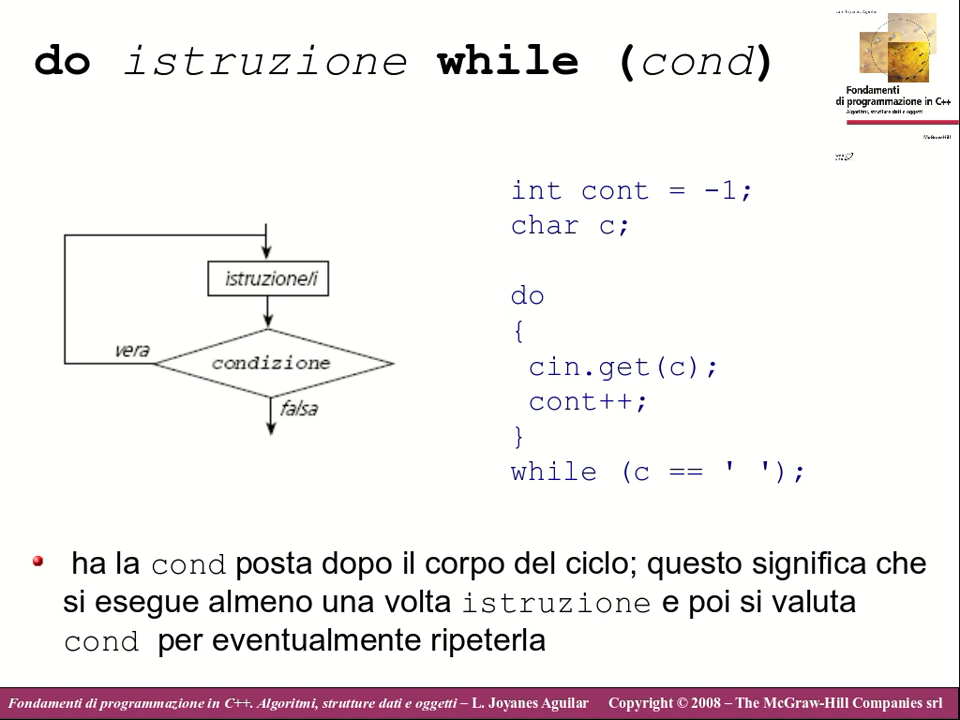 do istruzione while (cond)
Fondamenti
di programmazione in C++
Algoritmi, strutture dati e oggetti
McGraw-Hill
int cont = -1;
char c;
do
{
cin.get(c);
cont++;
}
while (c == ' ');
istruzione/i
vera
condizione
falsa
ha la cond posta dopo il corpo del ciclo; questo significa che
si esegue almeno una volta istruzione e poi si valuta
cond per eventualmente ripeterla
Fondamenti di programmazione in C++. Algoritmi, strutture dati e oggetti – L. Joyanes Aguilar Copyright © 2008 – The McGraw-Hill Companies srl